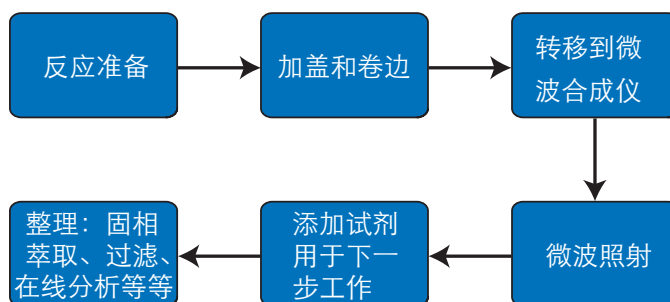 反应准备
加盖和卷边
转移到微
波合成仪
微波照射
添加试剂
用于下一
步工作
整理：固相
萃取、过滤、
在线分析等等